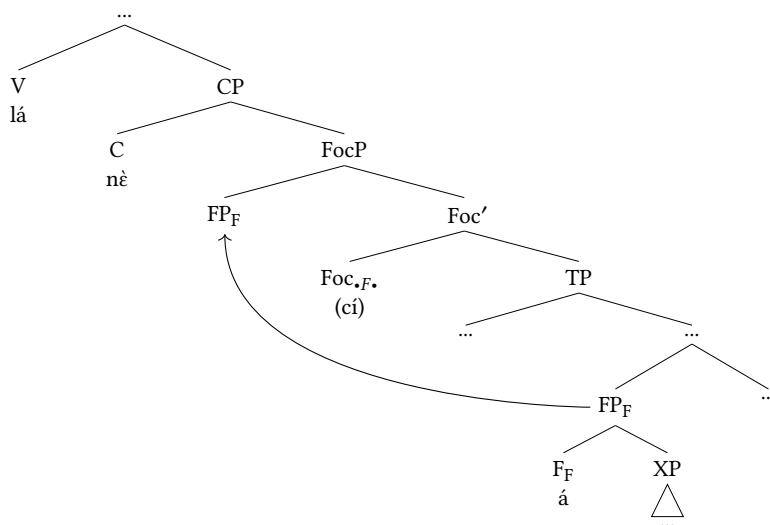 ...
V CP
lá
C FocP
nɛ̀
FP_F Foc′
Foc•F• TP
(cí)
... ...
FP_F ..
F_F XP
á